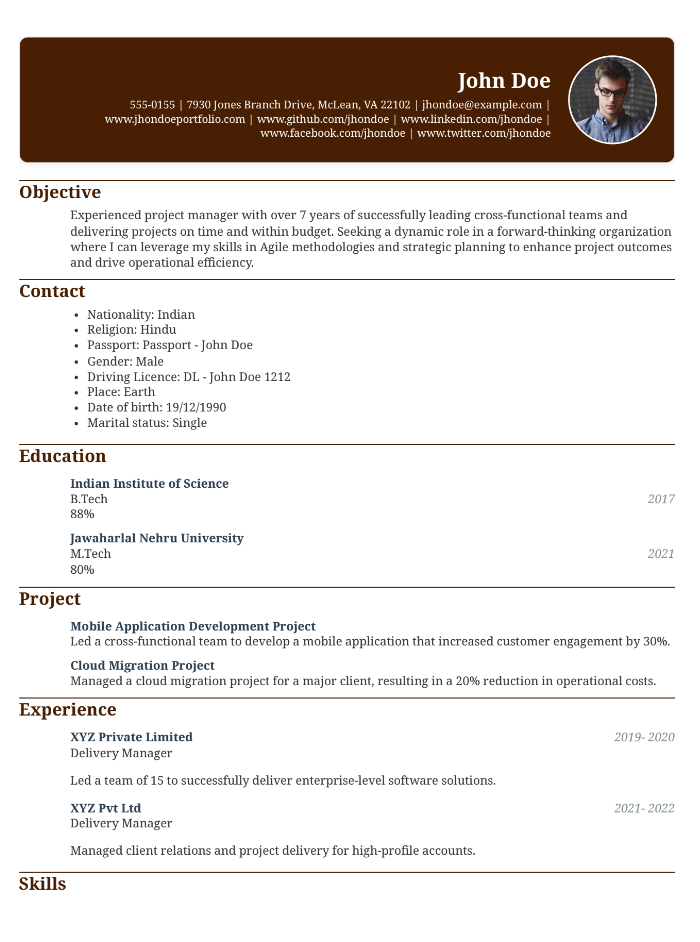 John Doe
555-0155 | 7930 Jones Branch Drive, McLean, VA 22102 | jhondoe@example.com |
www.jhondoeportfolio.com | www.github.com/jhondoe | www.linkedin.com/jhondoe |
www.facebook.com/jhondoe | www.twitter.com/jhondoe
Objective
Experienced project manager with over 7 years of successfully leading cross-functional teams and
delivering projects on time and within budget. Seeking a dynamic role in a forward-thinking organization
where I can leverage my skills in Agile methodologies and strategic planning to enhance project outcomes
and drive operational efficiency.
Contact
• Nationality: Indian
• Religion: Hindu
• Passport: Passport - John Doe
• Gender: Male
• Driving Licence: DL - John Doe 1212
• Place: Earth
• Date of birth: 19/12/1990
• Marital status: Single
Education
Indian Institute of Science
B.Tech 2017
88%
Jawaharlal Nehru University
M.Tech 2021
80%
Project
Mobile Application Development Project
Led a cross-functional team to develop a mobile application that increased customer engagement by 30%.
Cloud Migration Project
Managed a cloud migration project for a major client, resulting in a 20% reduction in operational costs.
Experience
XYZ Private Limited 2019- 2020
Delivery Manager
Led a team of 15 to successfully deliver enterprise-level software solutions.
XYZ Pvt Ltd 2021- 2022
Delivery Manager
Managed client relations and project delivery for high-profile accounts.
Skills